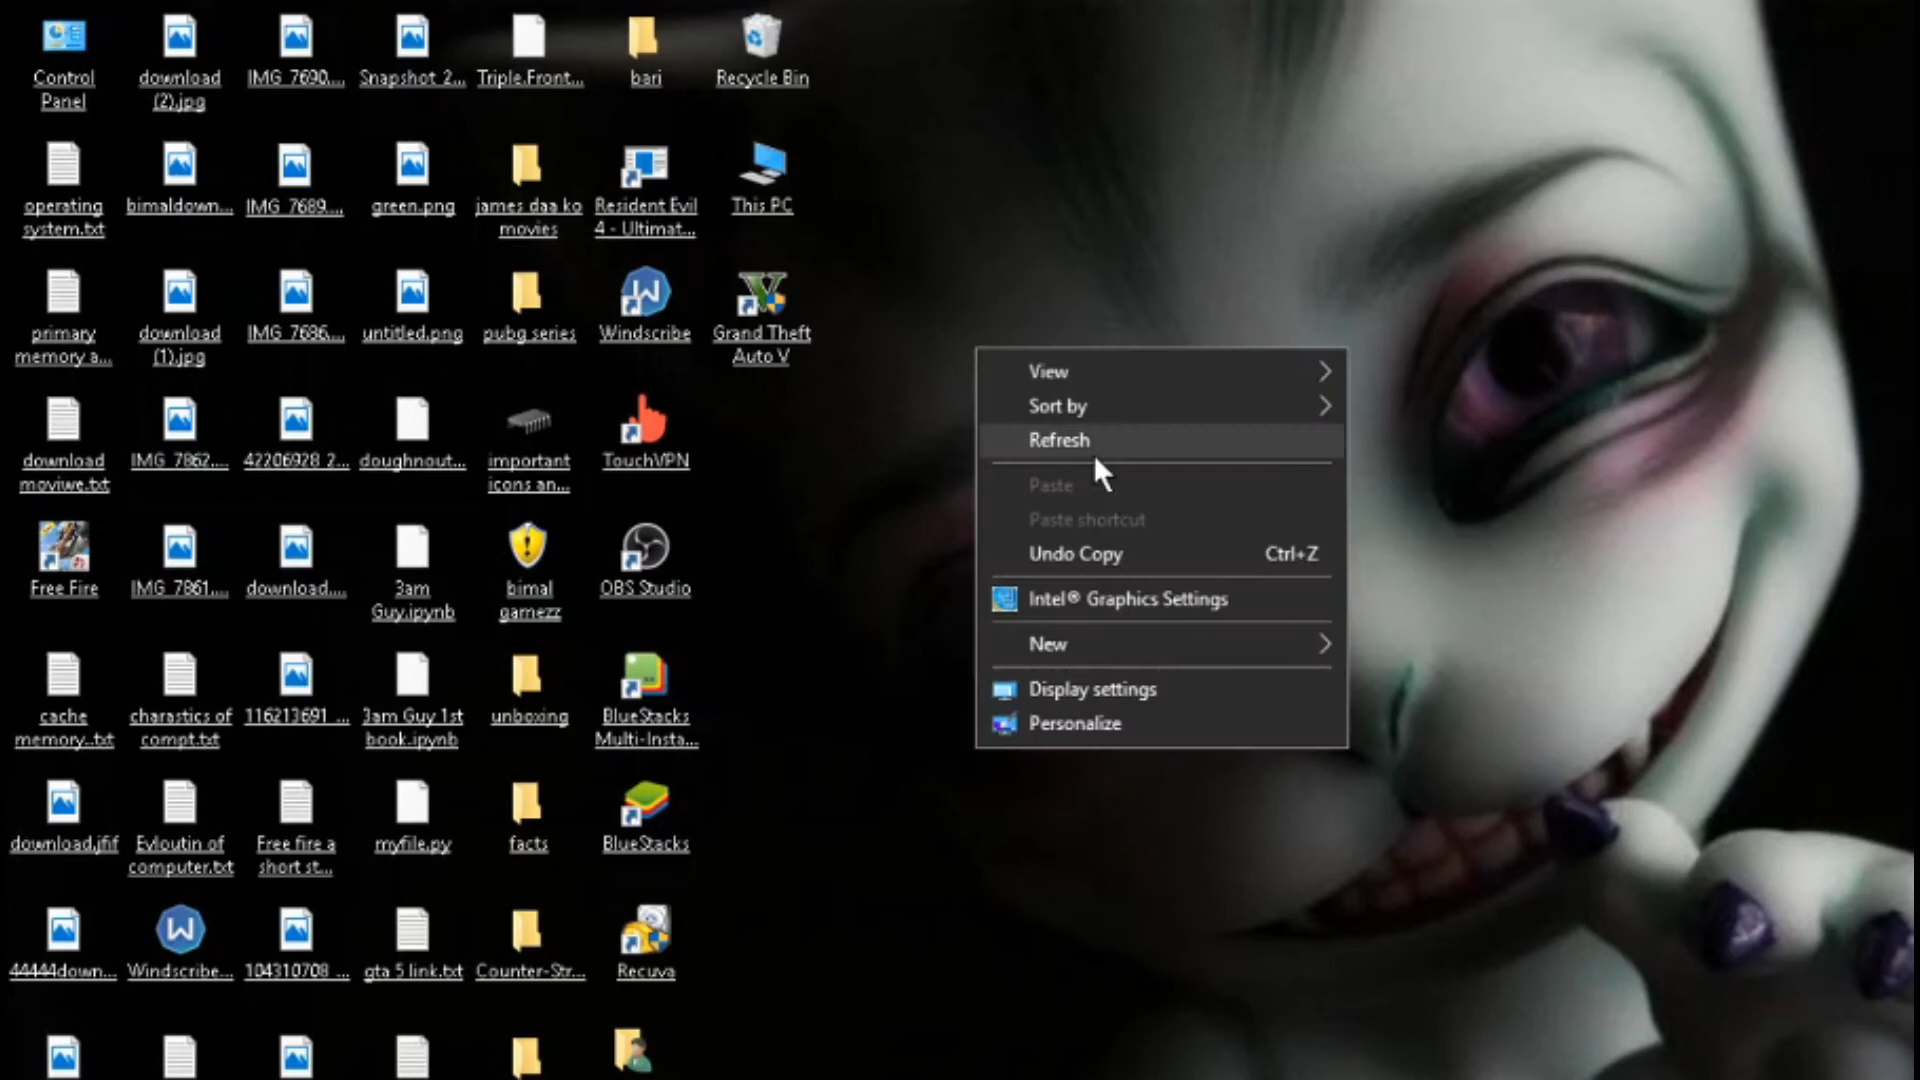 Control
Panel
download
(2).jpg
IMG_7690....
Snapshot_2...
Triple.Front...
bari
Recycle Bin
operating
system.txt
bimaldown...
IMG_7689....
green.png
james daa ko
movies
Resident Evil
4 - Ultimat...
This PC
primary
memory a...
download
(1).jpg
IMG_7686....
untitled.png
pubg series
Windscribe
Grand Theft
Auto V
download
moviwe.txt
IMG_7862....
42206928_2...
doughnout...
important
icons an...
TouchVPN
Free Fire
IMG_7861....
download....
3am
Guy.ipynb
bimal
gamezz
OBS Studio
cache
memory..txt
charastics of
compt.txt
116213691_...
3am Guy 1st
book.ipynb
unboxing
BlueStacks
Multi-Insta...
download.jfif
Evloutin of
computer.txt
Free fire a
short st...
myfile.py
facts
BlueStacks
44444down...
Windscribe...
104310708_...
gta 5 link.txt
Counter-Str...
Recuva
View
Sort by
Refresh
Paste
Paste shortcut
Undo Copy Ctrl+Z
Intel® Graphics Settings
New
Display settings
Personalize